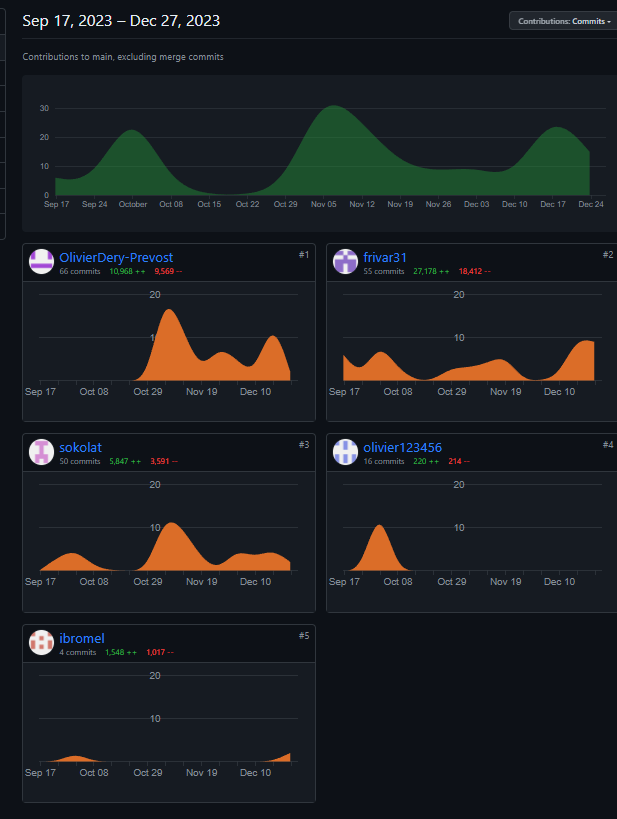 Sep 17, 2023 – Dec 27, 2023
Contributions: Commits
Contributions to main, excluding merge commits
30
20
10
0
Sep 17 Sep 24 October Oct 08 Oct 15 Oct 22 Oct 29 Nov 05 Nov 12 Nov 19 Nov 26 Dec 03 Dec 10 Dec 17 Dec 24
OlivierDery-Prevost #1
66 commits 10,968 ++ 9,569 --
20
10
Sep 17 Oct 08 Oct 29 Nov 19 Dec 10
frivar31 #2
55 commits 27,178 ++ 18,412 --
20
10
Sep 17 Oct 08 Oct 29 Nov 19 Dec 10
sokolat #3
50 commits 5,847 ++ 3,591 --
20
10
Sep 17 Oct 08 Oct 29 Nov 19 Dec 10
olivier123456 #4
16 commits 220 ++ 214 --
20
10
Sep 17 Oct 08 Oct 29 Nov 19 Dec 10
ibromel #5
4 commits 1,548 ++ 1,017 --
20
10
Sep 17 Oct 08 Oct 29 Nov 19 Dec 10